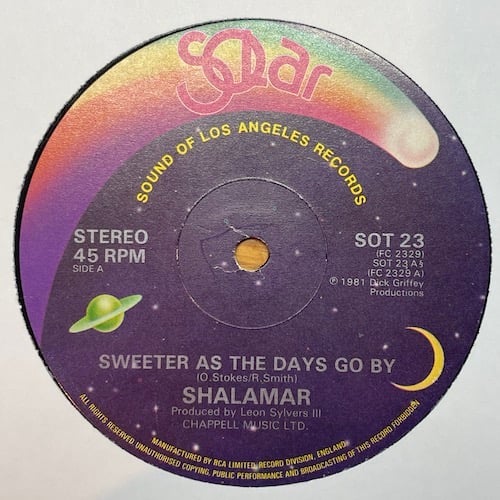 Solar
SOUND OF LOS ANGELES RECORDS
STEREO
45 RPM
SIDE A
SOT 23
(FC 2329)
SOT 23 A
(FC 2329 A)
℗ 1981 Dick Griffey
Productions
SWEETER AS THE DAYS GO BY
(O.Stokes/R.Smith)
SHALAMAR
Produced by Leon Sylvers III
CHAPPELL MUSIC LTD.
MANUFACTURED BY RCA LIMITED, RECORD DIVISION, ENGLAND.
ALL RIGHTS RESERVED. UNAUTHORISED COPYING, PUBLIC PERFORMANCE AND BROADCASTING OF THIS RECORD FORBIDDEN